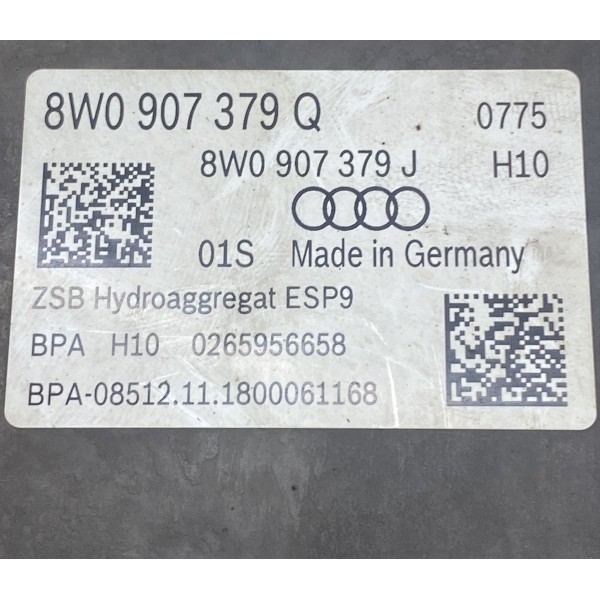 8W0 907 379 Q 0775
8W0 907 379 J H10
01S Made in Germany
ZSB Hydroaggregat ESP9
BPA H10 0265956658
BPA-08512.11.1800061168